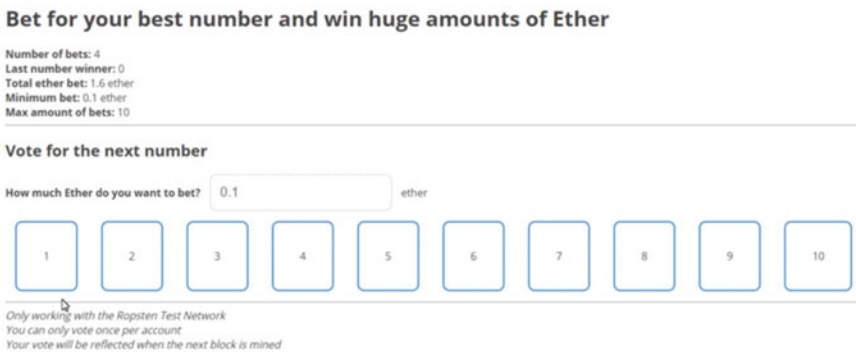 Bet for your best number and win huge amounts of Ether
Number of bets: 4
Last number winner: 0
Total ether bet: 1.6 ether
Minimum bet: 0.1 ether
Max amount of bets: 10
Vote for the next number
How much Ether do you want to bet? 0.1 ether
1 2 3 4 5 6 7 8 9 10
Only working with the Ropsten Test Network
You can only vote once per account
Your vote will be reflected when the next block is mined